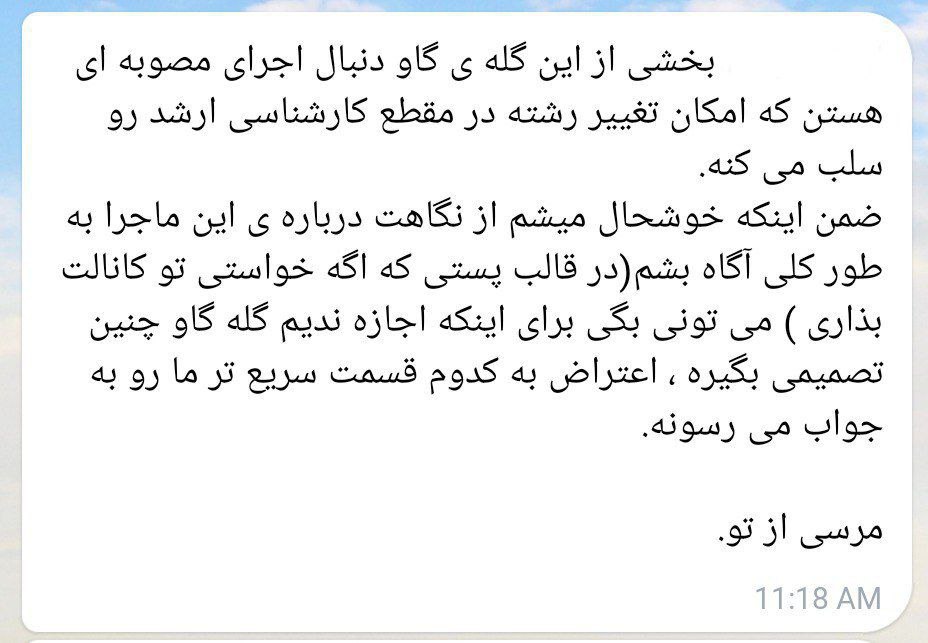 بخشی از این گله ی گاو دنبال اجرای مصوبه ای
هستن که امکان تغییر رشته در مقطع کارشناسی ارشد رو
سلب می کنه.
ضمن اینکه خوشحال میشم از نگاهت درباره ی این ماجرا به
طور کلی آگاه بشم(در قالب پستی که اگه خواستی تو کانالت
بذاری ) می تونی بگی برای اینکه اجازه ندیم گله گاو چنین
تصمیمی بگیره ، اعتراض به کدوم قسمت سریع تر ما رو به
جواب می رسونه.
مرسی از تو.
11:18 AM